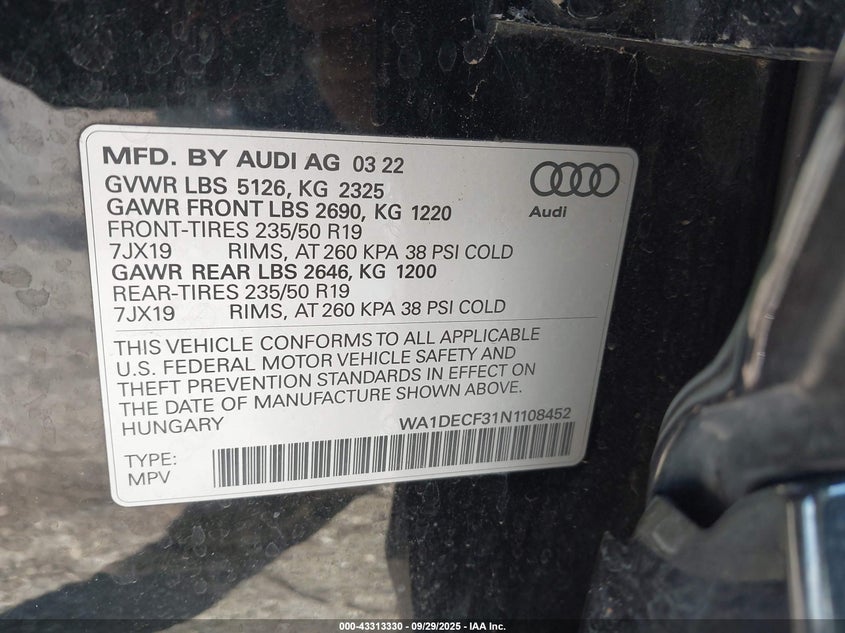 MFD. BY AUDI AG 03 22
GVWR LBS 5126, KG 2325
GAWR FRONT LBS 2690, KG 1220
FRONT-TIRES 235/50 R19
7JX19 RIMS, AT 260 KPA 38 PSI COLD
GAWR REAR LBS 2646, KG 1200
REAR-TIRES 235/50 R19
7JX19 RIMS, AT 260 KPA 38 PSI COLD
Audi
THIS VEHICLE CONFORMS TO ALL APPLICABLE
U.S. FEDERAL MOTOR VEHICLE SAFETY AND
THEFT PREVENTION STANDARDS IN EFFECT ON
THE DATE OF MANUFACTURE SHOWN ABOVE.
HUNGARY WA1DECF31N1108452
TYPE:
MPV
000-43313330 - 09/29/2025 - IAA Inc.